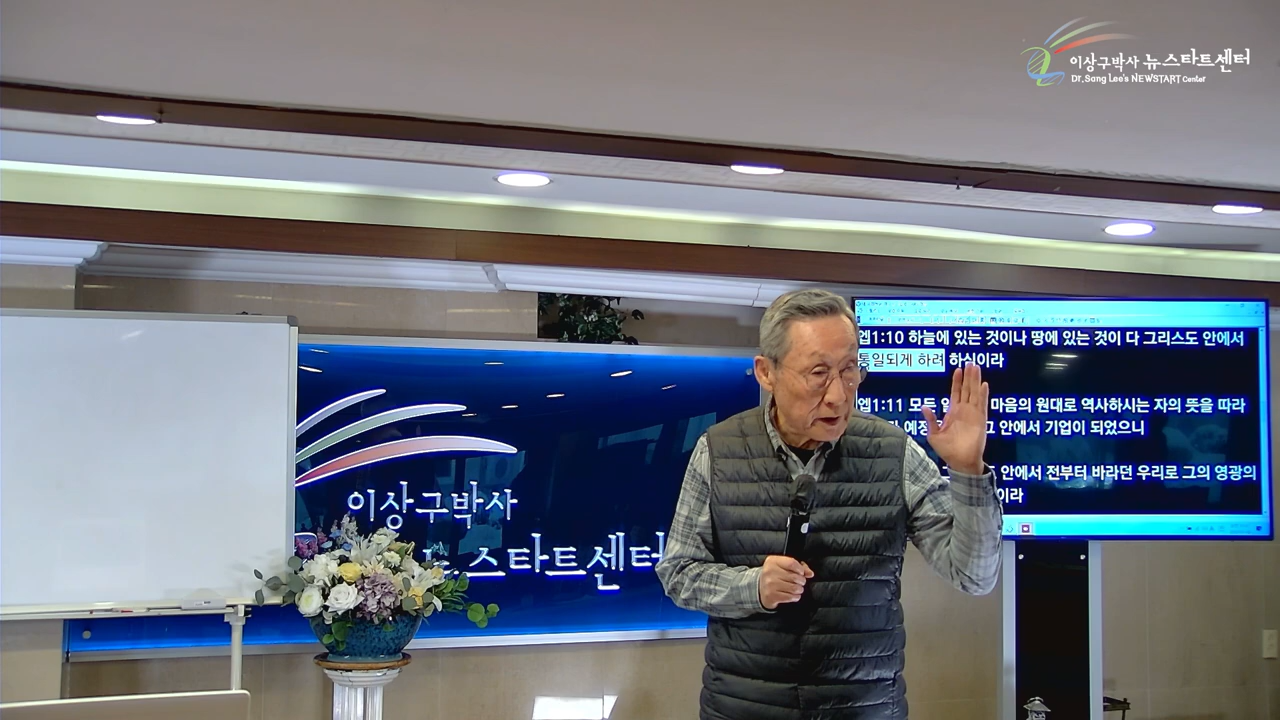 이상구박사 뉴스타트센터
Dr. Sang Lee's NEWSTART Center
엡1:10 하늘에 있는 것이나 땅에 있는 것이 다 그리스도 안에서
통일되게 하려 하심이라
엡1:11 모든 마음의 원대로 역사하시는 자의 뜻을 따라
안에서 기업이 되었으니
안에서 전부터 바라던 우리로 그의 영광의
이상구박사
스타트센터